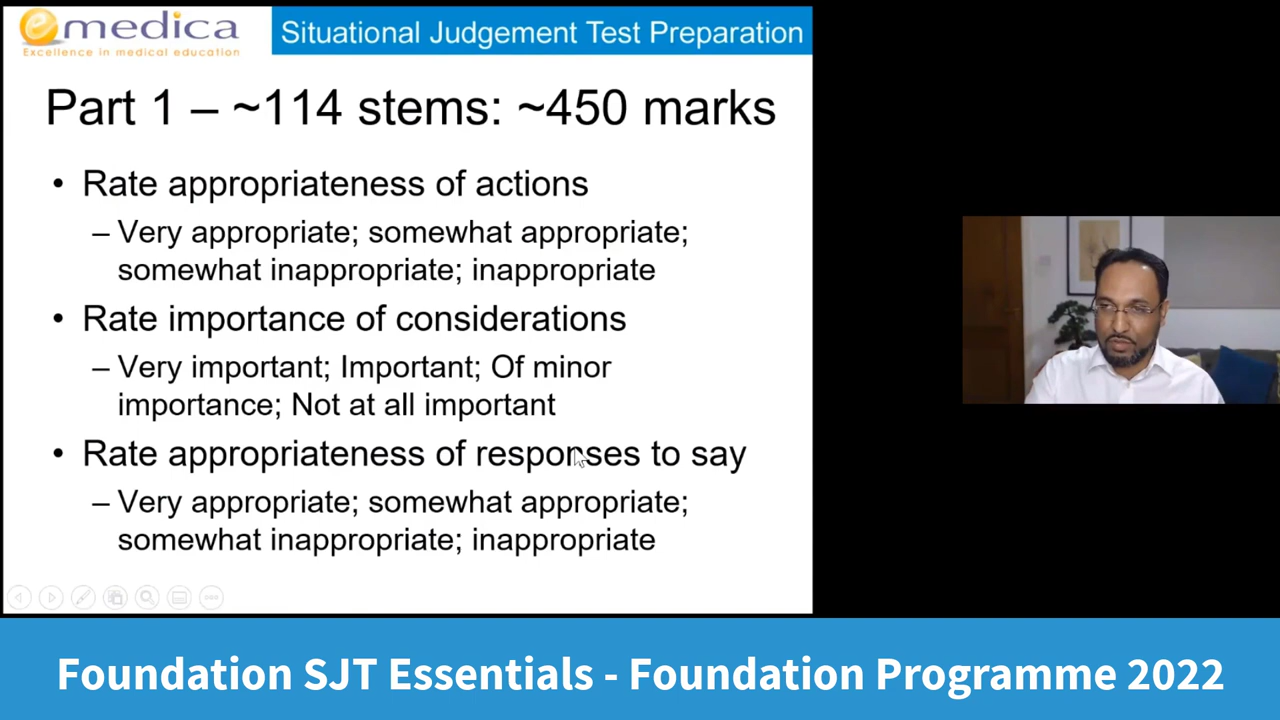 emedica
Excellence in medical education
Situational Judgement Test Preparation
Part 1 – ~114 stems: ~450 marks
• Rate appropriateness of actions
– Very appropriate; somewhat appropriate;
somewhat inappropriate; inappropriate
• Rate importance of considerations
– Very important; Important; Of minor
importance; Not at all important
• Rate appropriateness of responses to say
– Very appropriate; somewhat appropriate;
somewhat inappropriate; inappropriate
Foundation SJT Essentials - Foundation Programme 2022